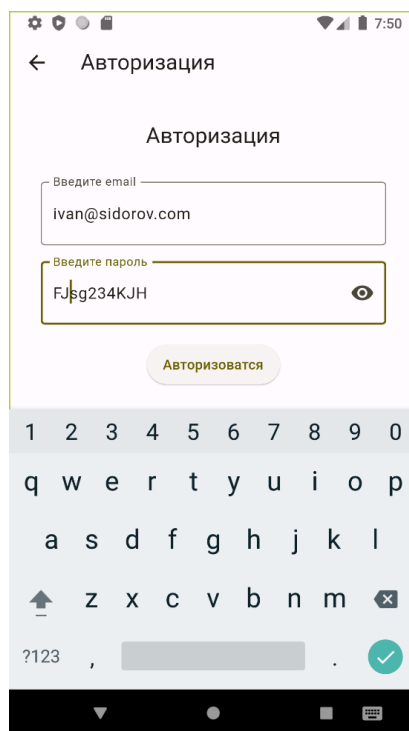 7:50
Авторизация
Авторизация
Введите email
ivan@sidorov.com
Введите пароль
FJsg234KJH
Авторизоватся
1 2 3 4 5 6 7 8 9 0
q w e r t y u i o p
a s d f g h j k l
z x c v b n m
?123 , .